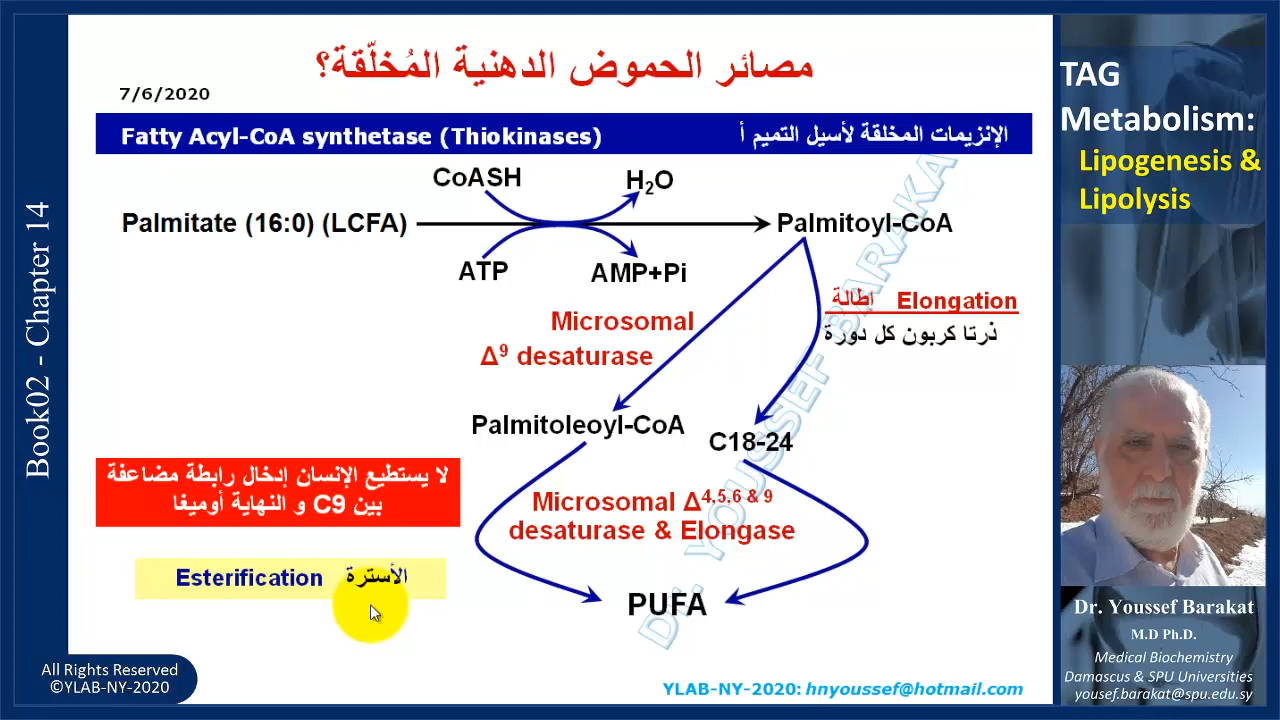 مصائر الحموض الدهنية المُخلّقة؟
7/6/2020
Fatty Acyl-CoA synthetase (Thiokinases) الإنزيمات المخلقة لأسيل التميم أ
CoASH
H₂O
Palmitate (16:0) (LCFA)
Palmitoyl-CoA
ATP
AMP+Pi
اطالة Elongation
ذرتا كربون كل دورة
Microsomal
Δ⁹ desaturase
Palmitoleoyl-CoA
C18-24
لا يستطيع الإنسان إدخال رابطة مضاعفة
بين C9 و النهاية أوميغا
Microsomal Δ⁴,⁵,⁶ & ⁹
desaturase & Elongase
Esterification الأسترة
PUFA
DR. YOUSSEF BARAKA
YLAB-NY-2020: hnyoussef@hotmail.com
Book02 - Chapter 14
All Rights Reserved
©YLAB-NY-2020
TAG
Metabolism:
Lipogenesis &
Lipolysis
Dr. Youssef Barakat
M.D Ph.D.
Medical Biochemistry
Damascus & SPU Universities
yousef.barakat@spu.edu.sy